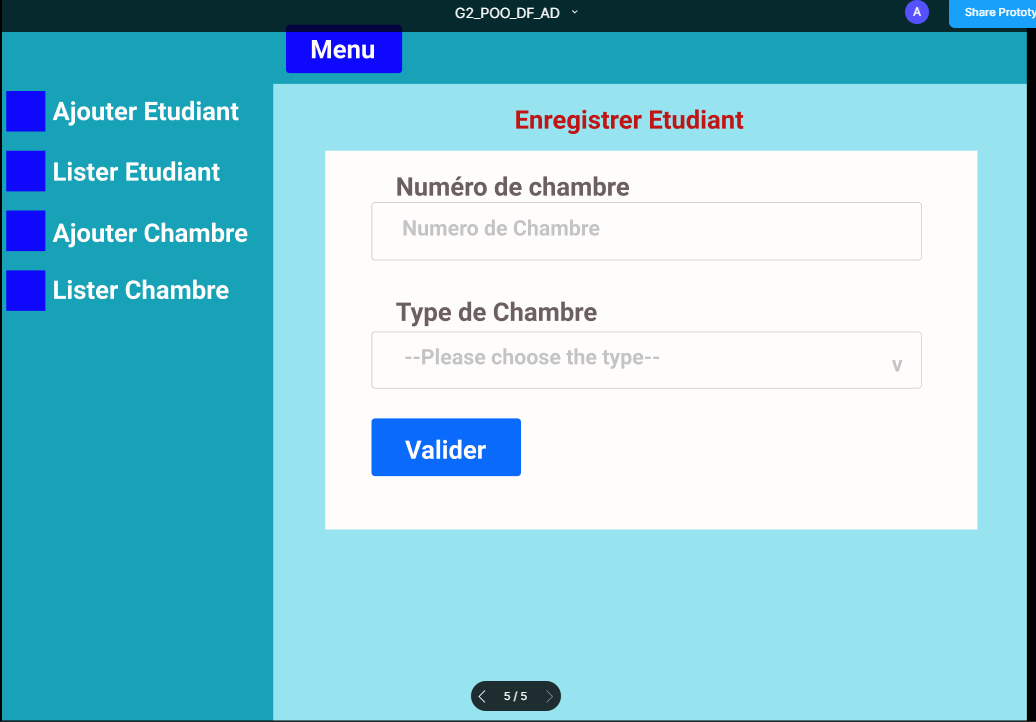 G2_POO_DF_AD
A
Share Prototy
Menu
Ajouter Etudiant
Lister Etudiant
Ajouter Chambre
Lister Chambre
Enregistrer Etudiant
Numéro de chambre
Numero de Chambre
Type de Chambre
--Please choose the type--
v
Valider
5 / 5